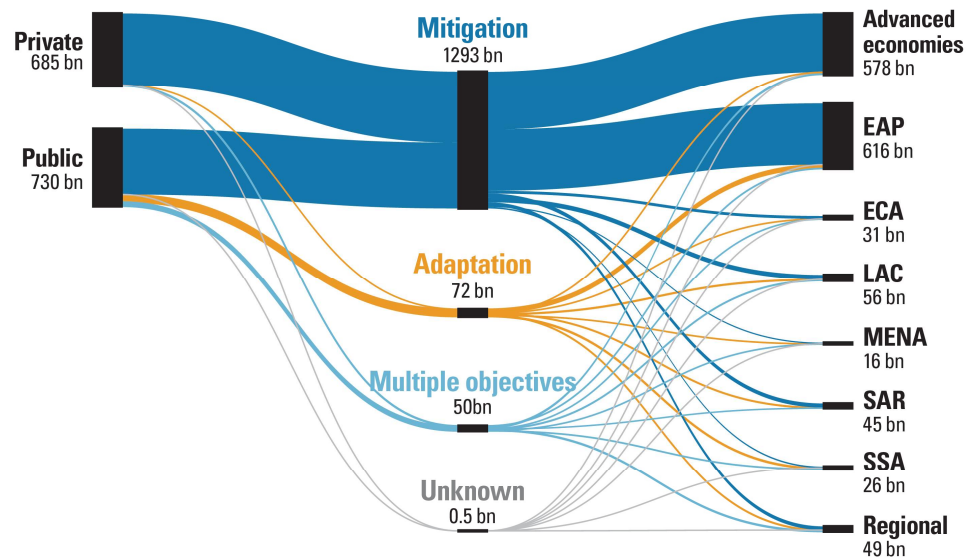 Private
685 bn
Public
730 bn
Mitigation
1293 bn
Adaptation
72 bn
Multiple objectives
50bn
Unknown
0.5 bn
Advanced
economies
578 bn
EAP
616 bn
ECA
31 bn
LAC
56 bn
MENA
16 bn
SAR
45 bn
SSA
26 bn
Regional
49 bn